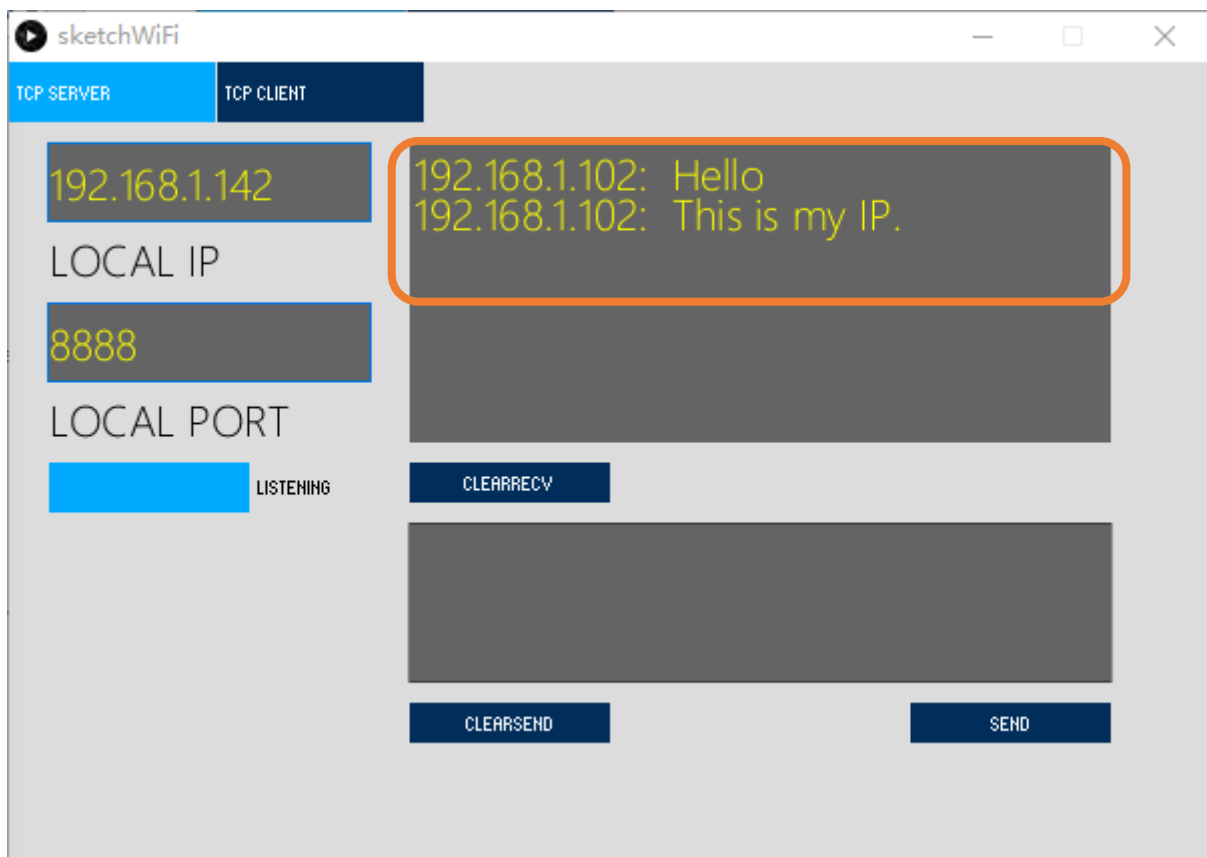 sketchWiFi
TCP SERVER
TCP CLIENT
192.168.1.142
LOCAL IP
8888
LOCAL PORT
LISTENING
192.168.1.102: Hello
192.168.1.102: This is my IP.
CLEARRECV
CLEARSEND
SEND